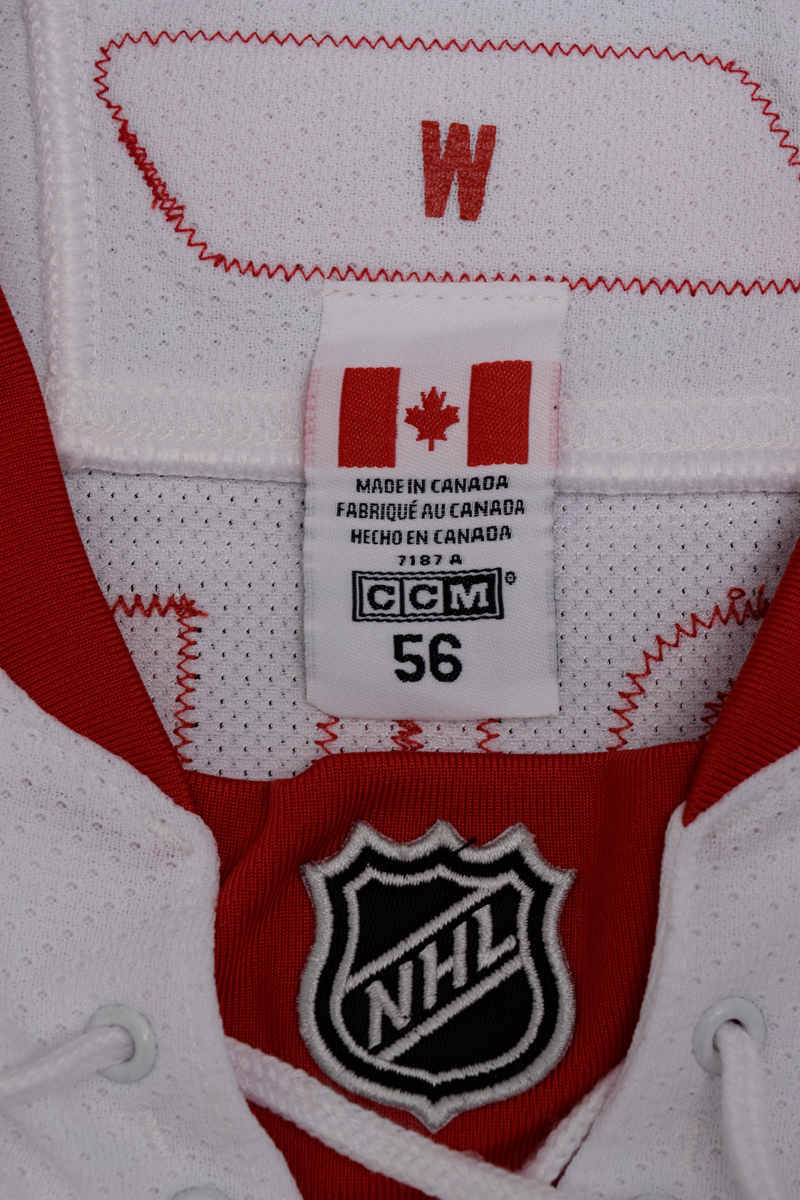 W
MADE IN CANADA
FABRIQUÉ AU CANADA
HECHO EN CANADA
7187 A
CCM®
56
NHL